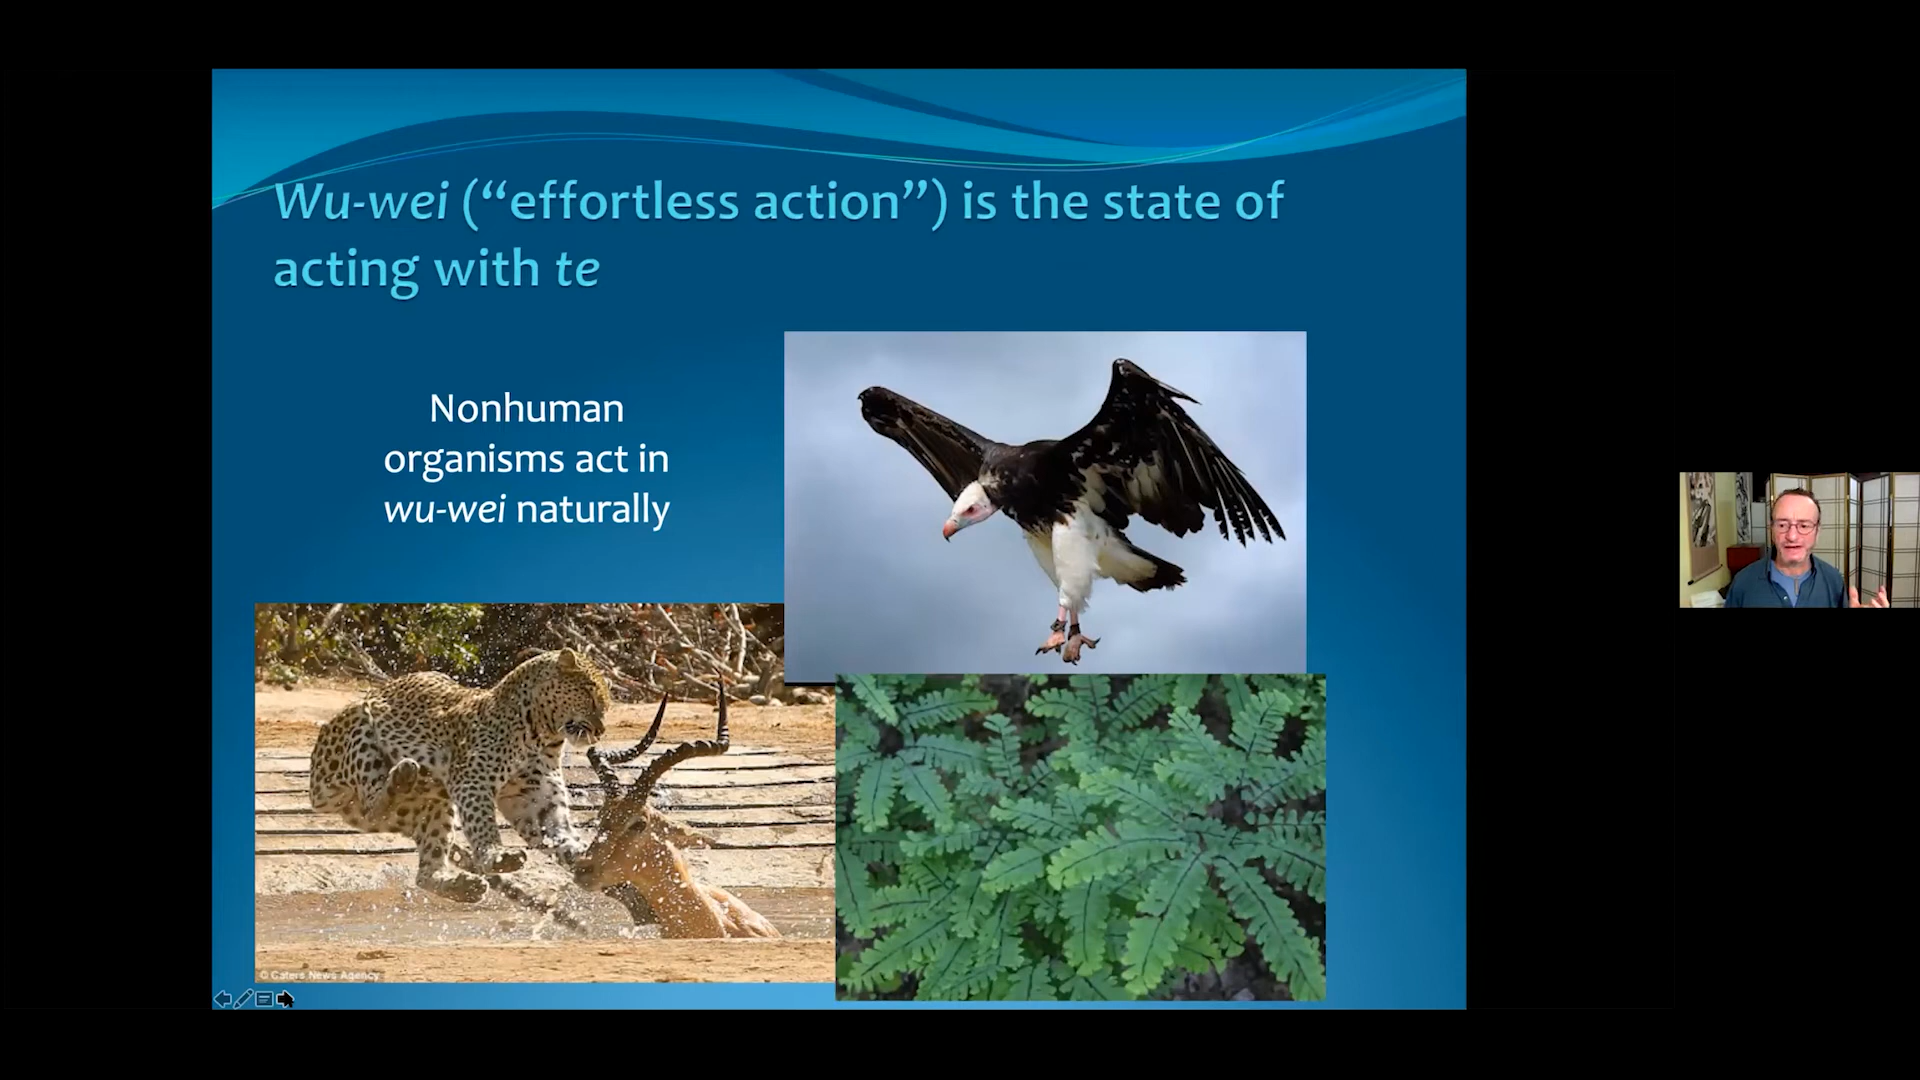 Wu-wei (“effortless action”) is the state of
acting with te
Nonhuman
organisms act in
wu-wei naturally
© Caters News Agency